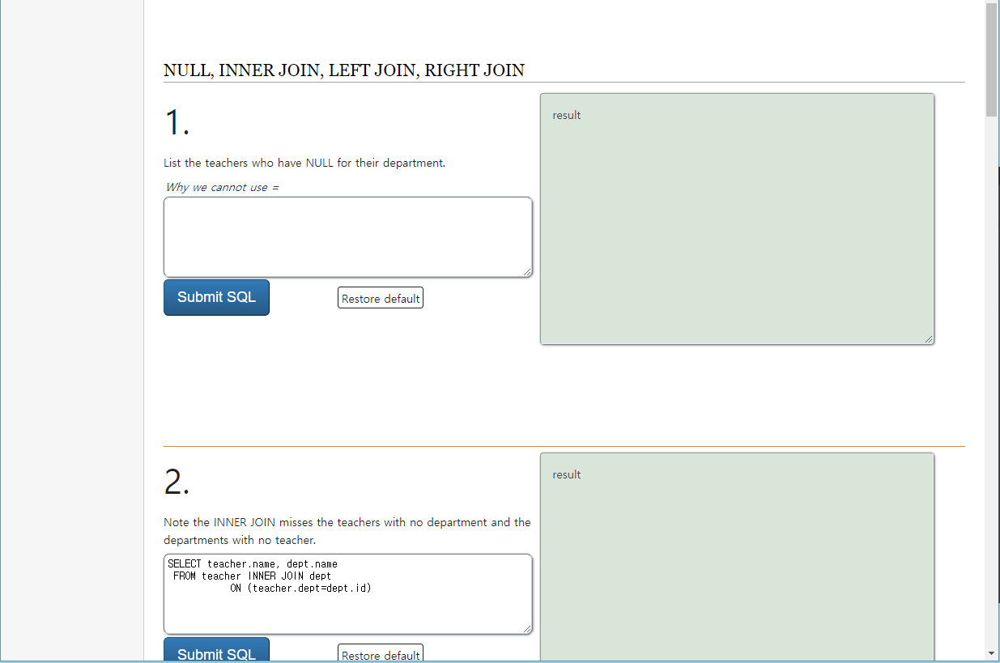 NULL, INNER JOIN, LEFT JOIN, RIGHT JOIN
1.
List the teachers who have NULL for their department.
Why we cannot use =
Submit SQL
Restore default
result
2.
Note the INNER JOIN misses the teachers with no department and the
departments with no teacher.
SELECT teacher.name, dept.name
FROM teacher INNER JOIN dept
ON (teacher.dept=dept.id)
Submit SQL
Restore default
result